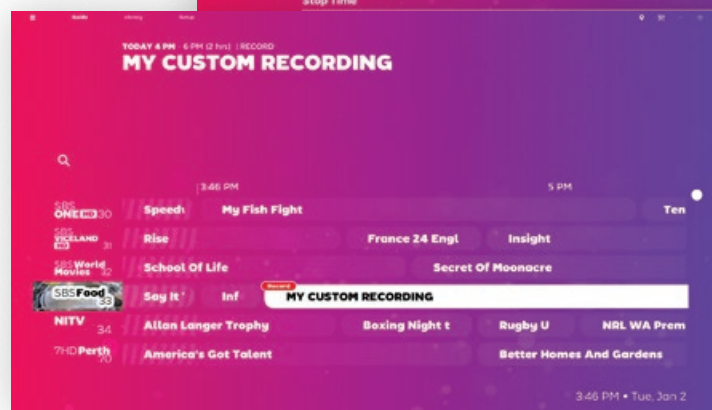 Stop Time
Guide Library Setup
TODAY 4 PM - 6 PM (2 hrs) | RECORD
MY CUSTOM RECORDING
3:46 PM 5 PM
SBS ONE HD 30 Speed My Fish Fight Ten
SBS VICELAND HD 31 Rise France 24 Engl Insight
SBS World Movies 32 School Of Life Secret Of Moonacre
Record
SBS Food 33 Say It Inf MY CUSTOM RECORDING
NITV 34 Allan Langer Trophy Boxing Night t Rugby U NRL WA Prem
7HD Perth 70 America's Got Talent Better Homes And Gardens
3:46 PM • Tue, Jan 2